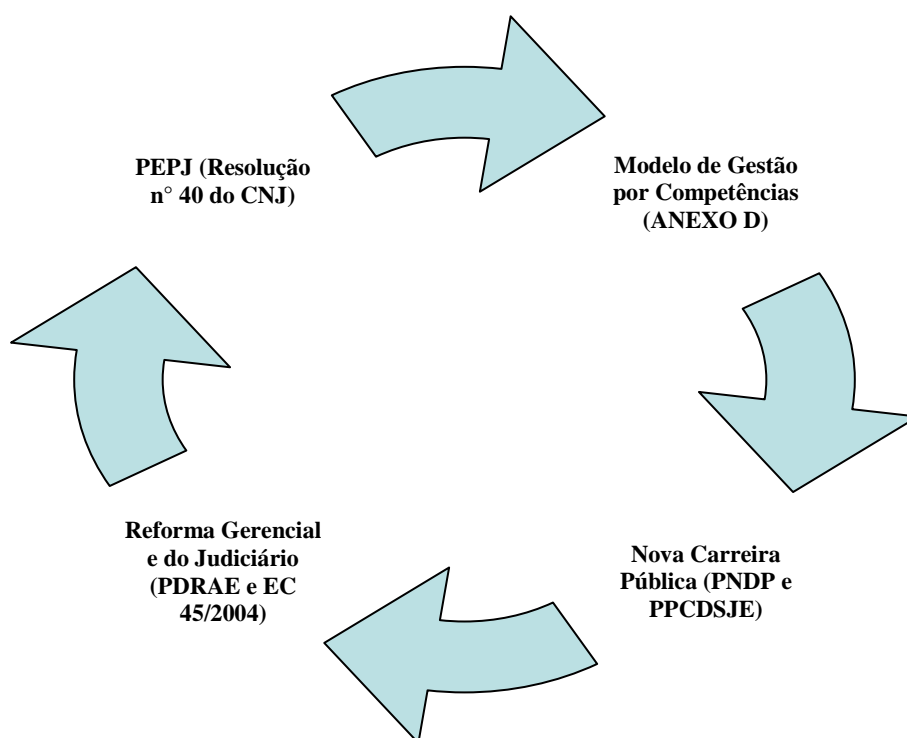 PEPJ (Resolução
n° 40 do CNJ)
Modelo de Gestão
por Competências
(ANEXO D)
Nova Carreira
Pública (PNDP e
PPCDSJE)
Reforma Gerencial
e do Judiciário
(PDRAE e EC
45/2004)